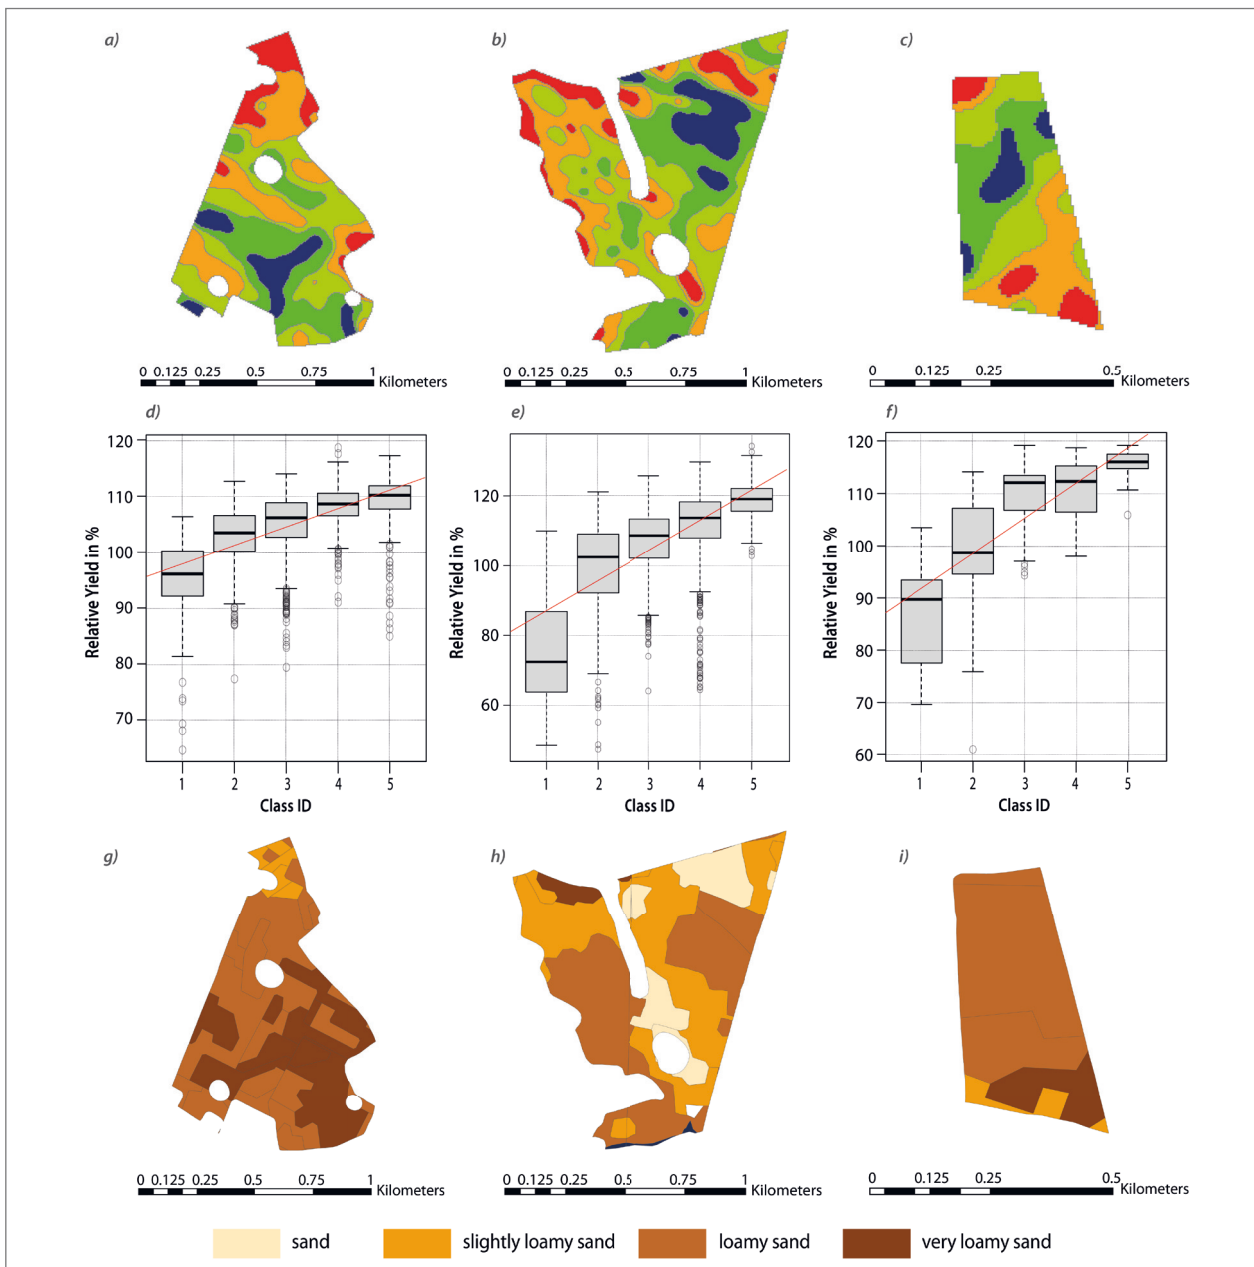 a) b) c)
0 0.125 0.25 0.5 0.75 1 Kilometers
0 0.125 0.25 0.5 0.75 1 Kilometers
0 0.125 0.25 0.5 Kilometers
d)
Relative Yield in %
120
110
100
90
80
70
1 2 3 4 5
Class ID
e)
Relative Yield in %
120
100
80
60
1 2 3 4 5
Class ID
f)
Relative Yield in %
120
110
100
90
80
70
60
1 2 3 4 5
Class ID
g) h) i)
0 0.125 0.25 0.5 0.75 1 Kilometers
0 0.125 0.25 0.5 0.75 1 Kilometers
0 0.125 0.25 0.5 Kilometers
sand slightly loamy sand loamy sand very loamy sand